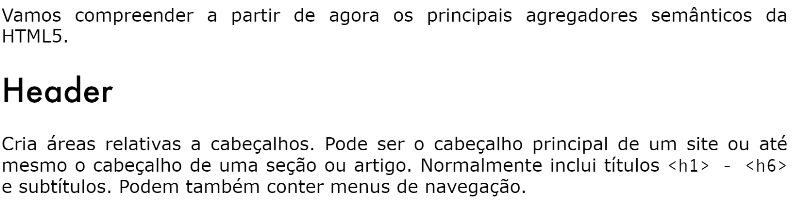 Vamos compreender a partir de agora os principais agregadores semânticos da
HTML5.
Header
Cria áreas relativas a cabeçalhos. Pode ser o cabeçalho principal de um site ou até
mesmo o cabeçalho de uma seção ou artigo. Normalmente inclui títulos <h1> - <h6>
e subtítulos. Podem também conter menus de navegação.